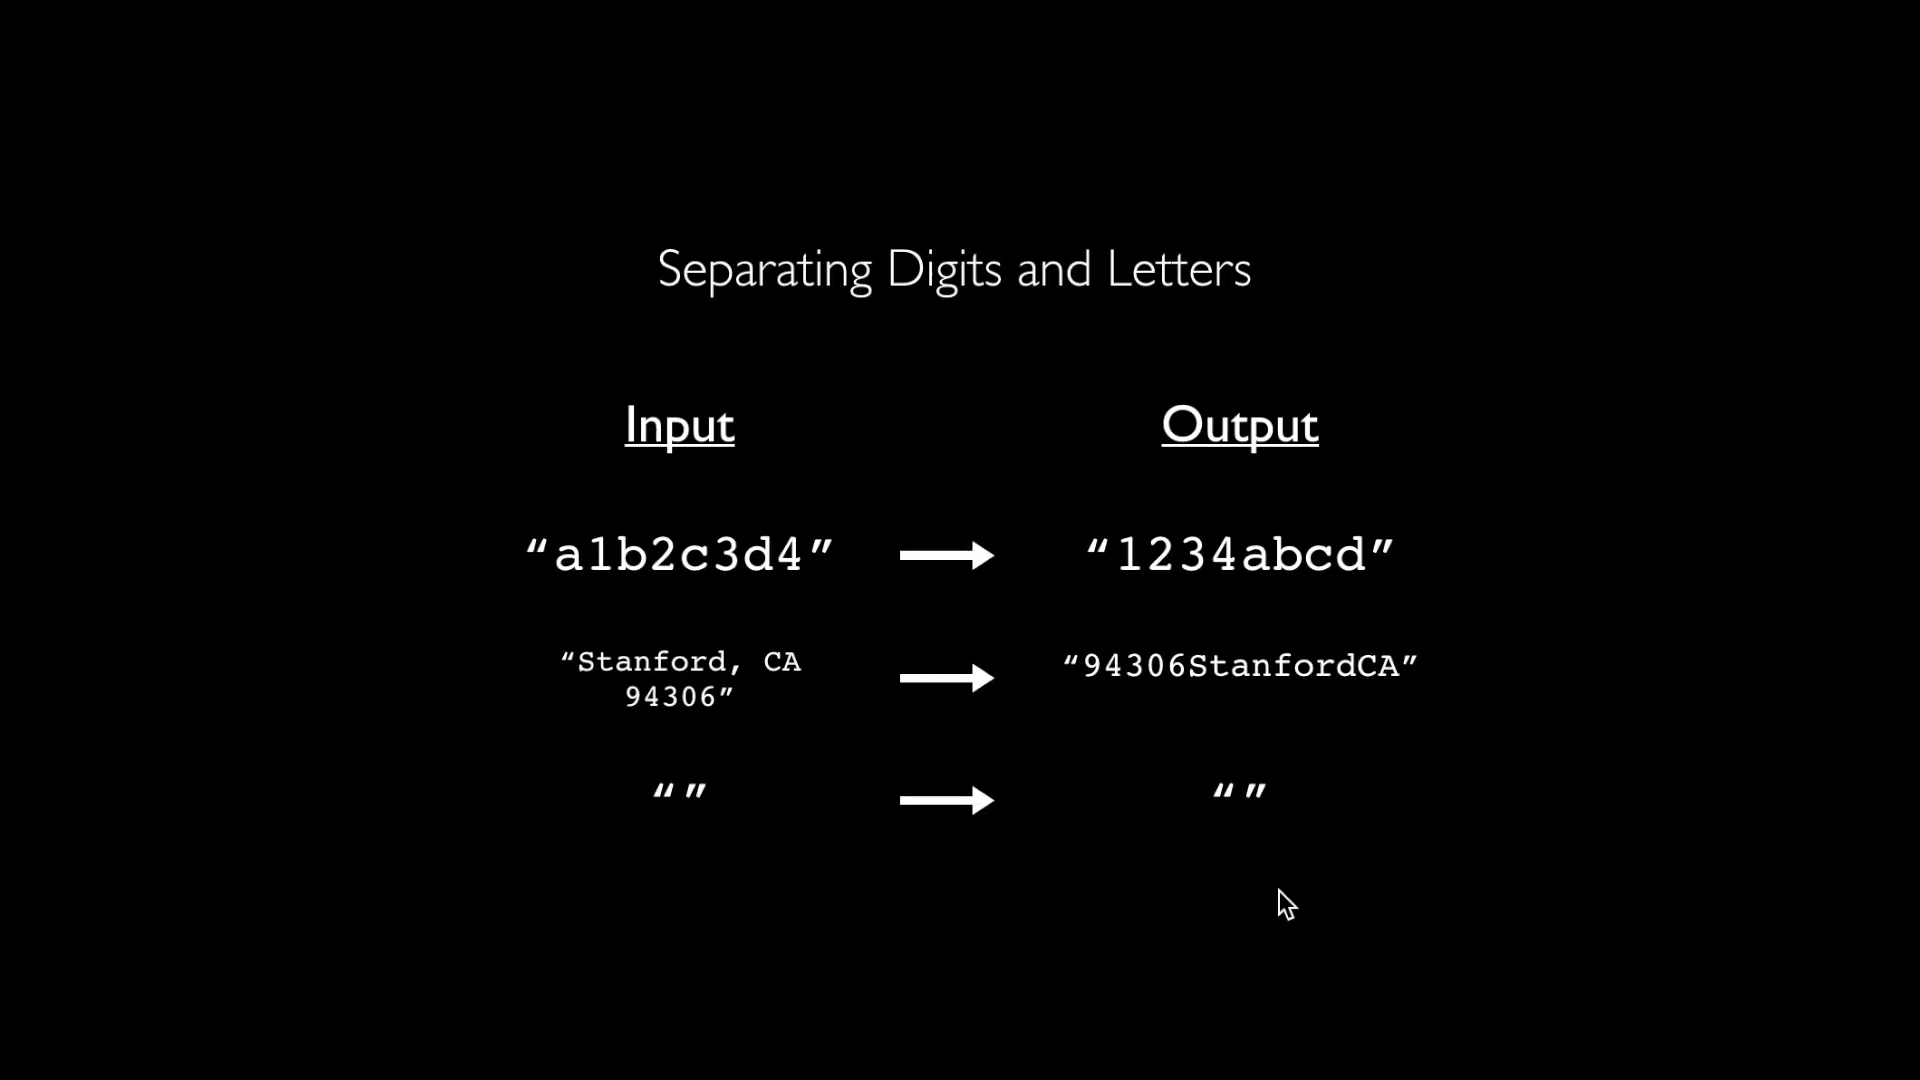 Separating Digits and Letters
Input Output
“a1b2c3d4” “1234abcd”
“Stanford, CA “94306StanfordCA”
94306”
“” “”